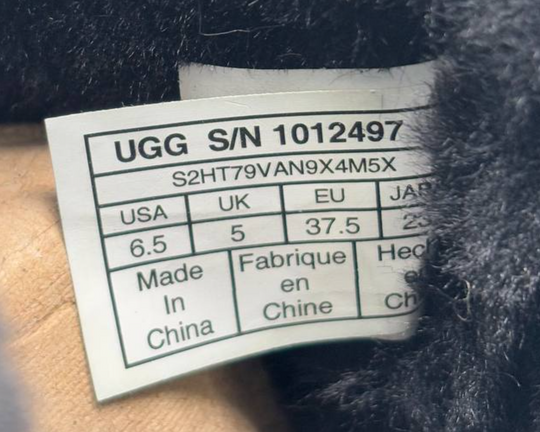 UGG S/N 1012497
S2HT79VAN9X4M5X
USA UK EU
6.5 5 37.5
Made Fabrique
In en
China Chine